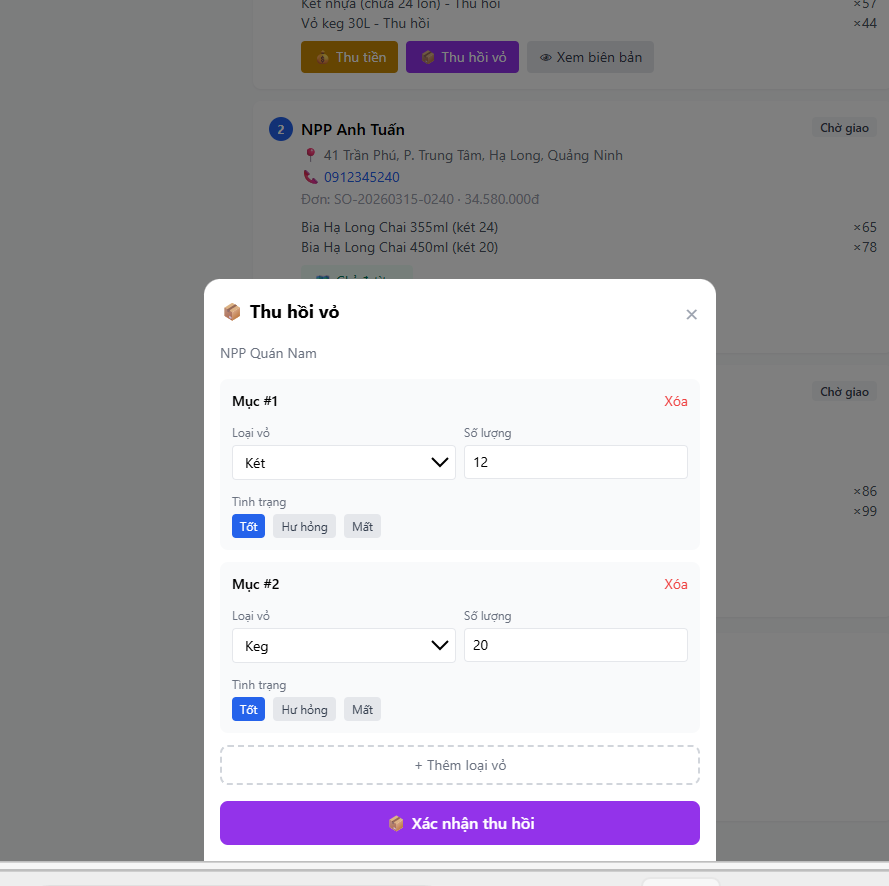 Két nhựa (chứa 24 lon) - Thu hồi ×57
Vỏ keg 30L - Thu hồi ×44
Thu tiền Thu hồi vỏ Xem biên bản
2 NPP Anh Tuấn Chờ giao
41 Trần Phú, P. Trung Tâm, Hạ Long, Quảng Ninh
0912345240
Đơn: SO-20260315-0240 · 34.580.000đ
Bia Hạ Long Chai 355ml (két 24) ×65
Bia Hạ Long Chai 450ml (két 20) ×78
Thu hồi vỏ ×
NPP Quán Nam
Chờ giao
Mục #1 Xóa
Loại vỏ Số lượng
Két 12
×86
×99
Tình trạng
Tốt Hư hỏng Mất
Mục #2 Xóa
Loại vỏ Số lượng
Keg 20
Tình trạng
Tốt Hư hỏng Mất
+ Thêm loại vỏ
Xác nhận thu hồi